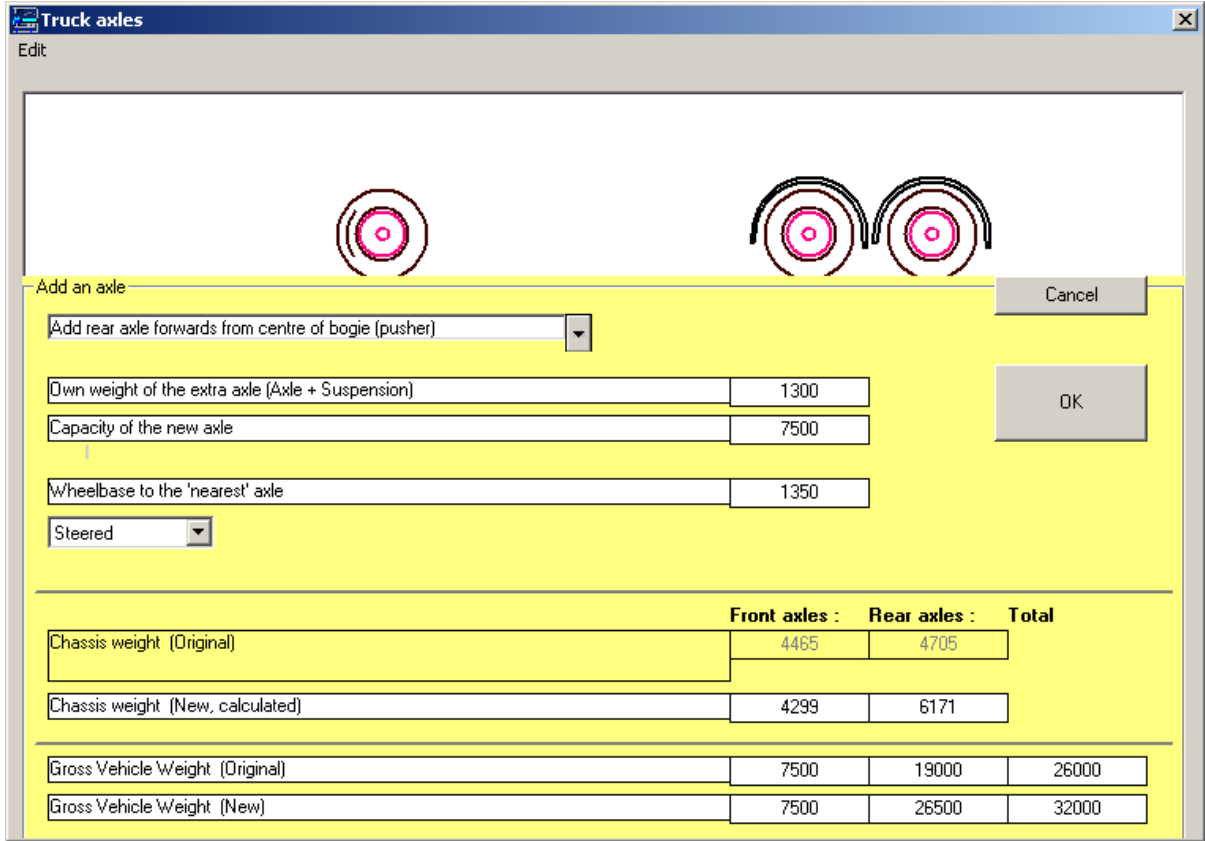 Truck axles
Edit
Add an axle
Cancel
Add rear axle forwards from centre of bogie (pusher)
Own weight of the extra axle (Axle + Suspension) 1300
OK
Capacity of the new axle 7500
Wheelbase to the 'nearest' axle 1350
Steered
Front axles : Rear axles : Total
Chassis weight (Original) 4465 4705
Chassis weight (New, calculated) 4299 6171
Gross Vehicle Weight (Original) 7500 19000 26000
Gross Vehicle Weight (New) 7500 26500 32000